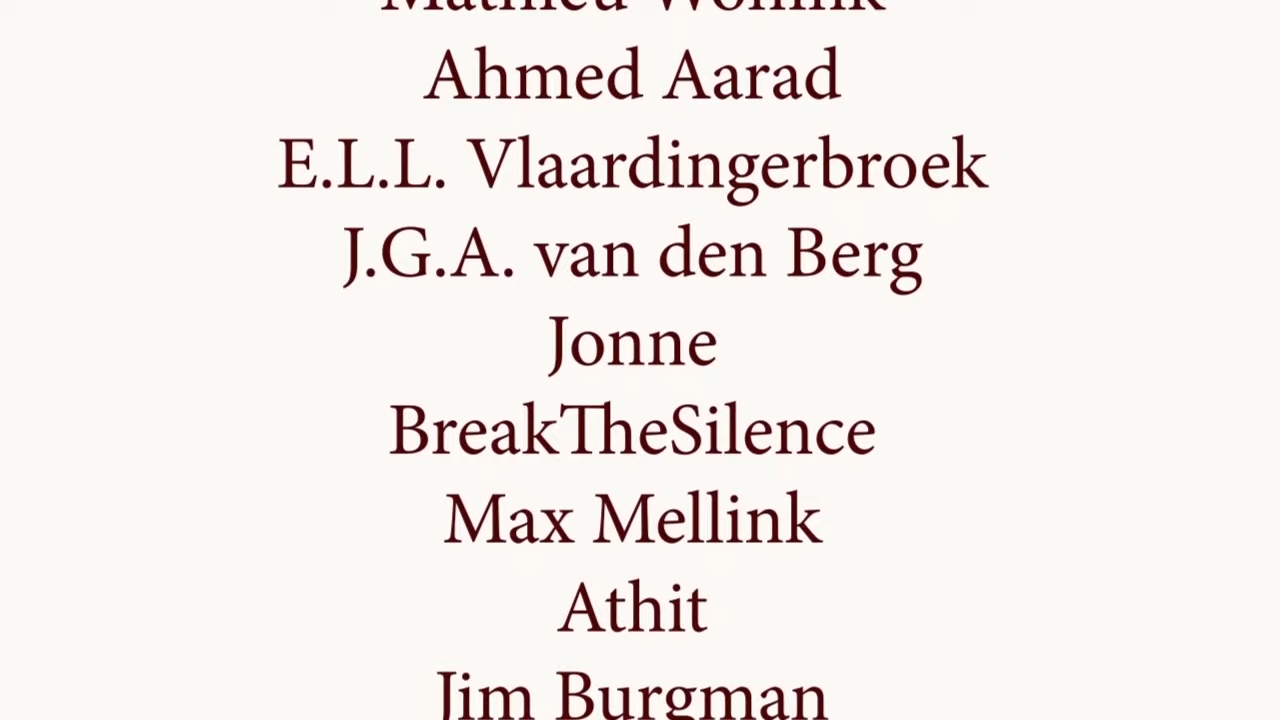 Ahmed Aarad
E.L.L. Vlaardingerbroek
J.G.A. van den Berg
Jonne
BreakTheSilence
Max Mellink
Athit
Jim Burgman